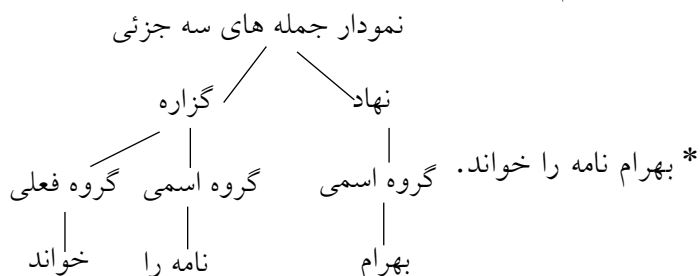 نمودار جمله های سه جزئی
نهاد گزاره
* بهرام نامه را خواند. گروه اسمی گروه اسمی گروه فعلی
بهرام نامه را خواند